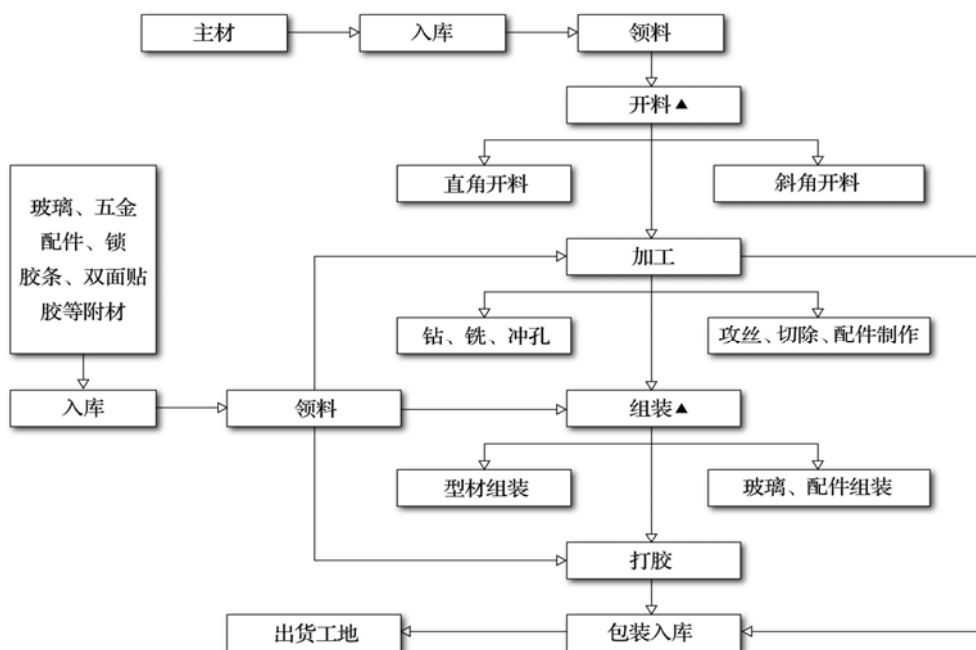 主材
入库
领料
开料▲
直角开料
斜角开料
玻璃、五金
配件、锁
胶条、双面贴
胶等附材
加工
钻、铣、冲孔
攻丝、切除、配件制作
入库
领料
组装▲
型材组装
玻璃、配件组装
打胶
出货工地
包装入库